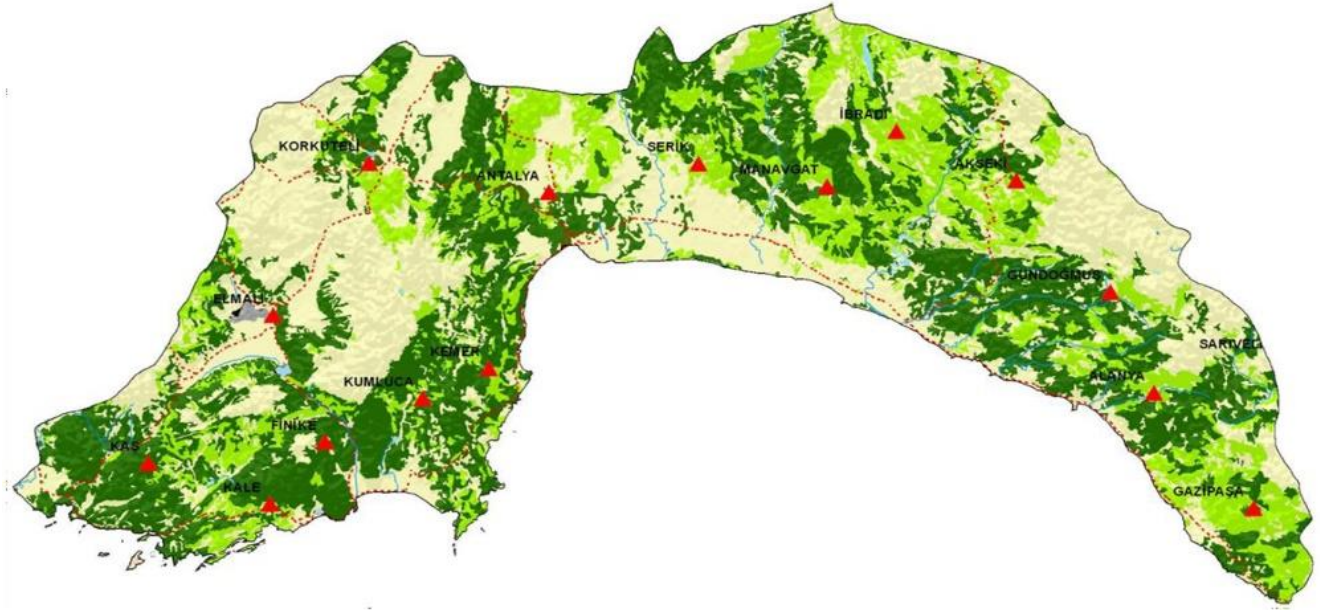 İBRADI
KORKUTELİ
SERİK
MANAVGAT
AKSEKİ
ANTALYA
GÜNDOĞMUŞ
ELMALI
SARIVELİ
KEMER
ALANYA
KUMLUCA
FİNİKE
KAŞ
KALE
GAZİPAŞA